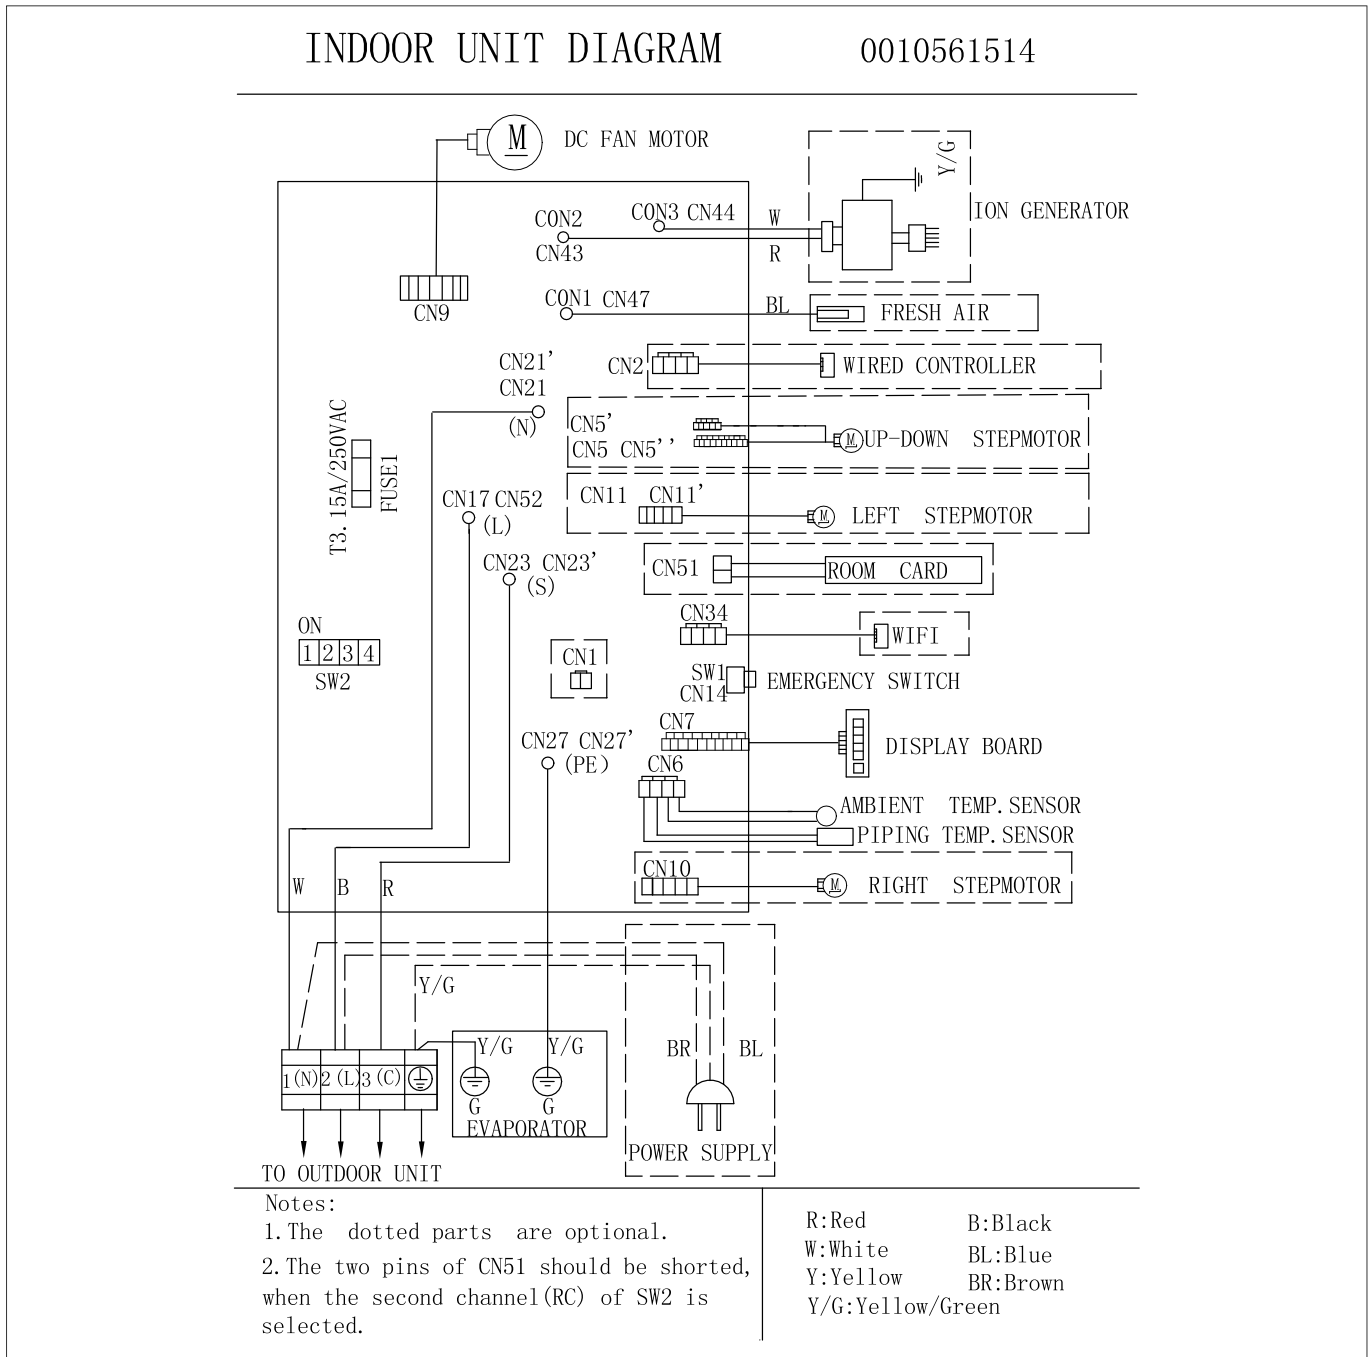 INDOOR UNIT DIAGRAM 0010561514
M DC FAN MOTOR
Y/G
ION GENERATOR
CON3 CN44 W
CON2
CN43 R
CN9
CON1 CN47 BL FRESH AIR
CN21'
CN21
(N)
CN2 WIRED CONTROLLER
CN5'
CN5 CN5''
M UP-DOWN STEPMOTOR
T3.15A/250VAC
FUSE1
CN17 CN52
(L)
CN11 CN11'
M LEFT STEPMOTOR
CN23 CN23'
(S)
CN51 ROOM CARD
CN34
WIFI
ON
1 2 3 4
SW2
CN1
SW1
CN14
EMERGENCY SWITCH
CN7
DISPLAY BOARD
CN27 CN27'
(PE)
CN6
AMBIENT TEMP.SENSOR
PIPING TEMP.SENSOR
CN10
M RIGHT STEPMOTOR
W B R
Y/G
Y/G Y/G
BR BL
1(N) 2(L) 3(C)
G G
EVAPORATOR
POWER SUPPLY
TO OUTDOOR UNIT
Notes:
1.The dotted parts are optional.
2.The two pins of CN51 should be shorted,
when the second channel(RC) of SW2 is
selected.
R:Red B:Black
W:White BL:Blue
Y:Yellow BR:Brown
Y/G:Yellow/Green